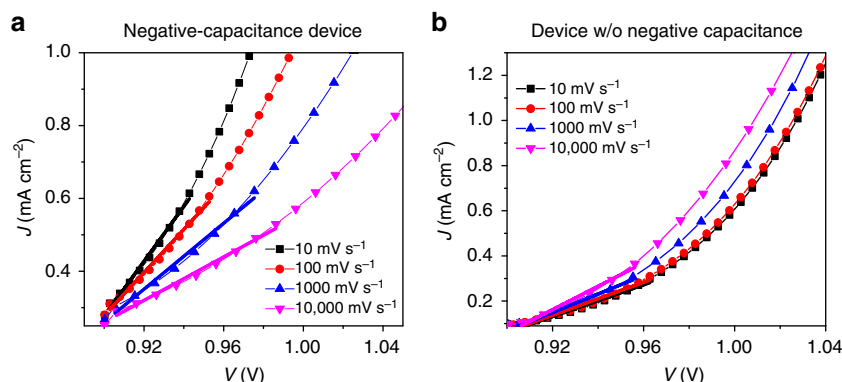 a
Negative-capacitance device
1.0
0.8
0.6
0.4
J (mA cm⁻²)
10 mV s⁻¹
100 mV s⁻¹
1000 mV s⁻¹
10,000 mV s⁻¹
0.92 0.96 1.00 1.04
V (V)
b
Device w/o negative capacitance
1.2
1.0
0.8
0.6
0.4
0.2
J (mA cm⁻²)
10 mV s⁻¹
100 mV s⁻¹
1000 mV s⁻¹
10,000 mV s⁻¹
0.92 0.96 1.00 1.04
V (V)